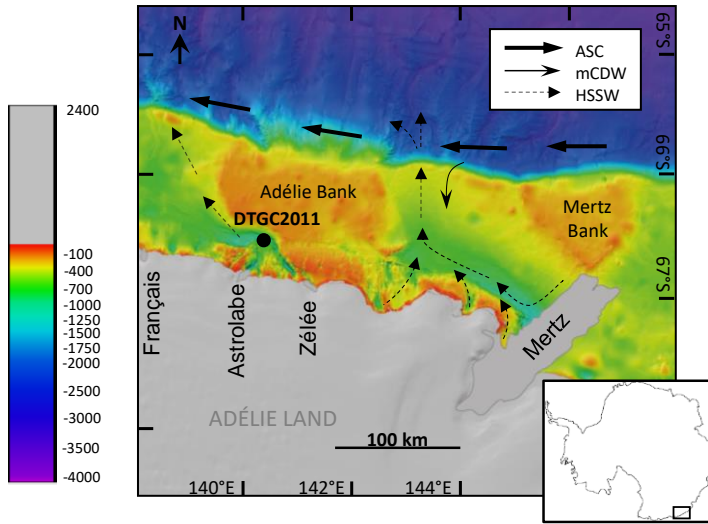 N
ASC
mCDW
HSSW
65°S
66°S
67°S
2400
-100
-200
-400
-700
-1000
-1250
-1500
-1750
-2000
-2500
-3000
-3500
-4000
Adélie Bank
DTGC2011
Mertz
Bank
Français
Astrolabe
Zélée
Mertz
ADÉLIE LAND
100 km
140°E
142°E
144°E